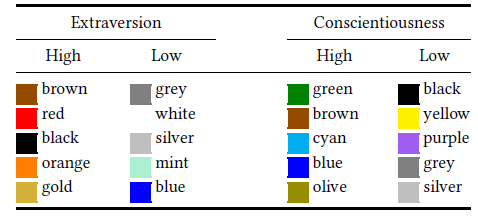 Extraversion Conscientiousness
High Low High Low
brown grey green black
red white brown yellow
black silver cyan purple
orange mint blue grey
gold blue olive silver